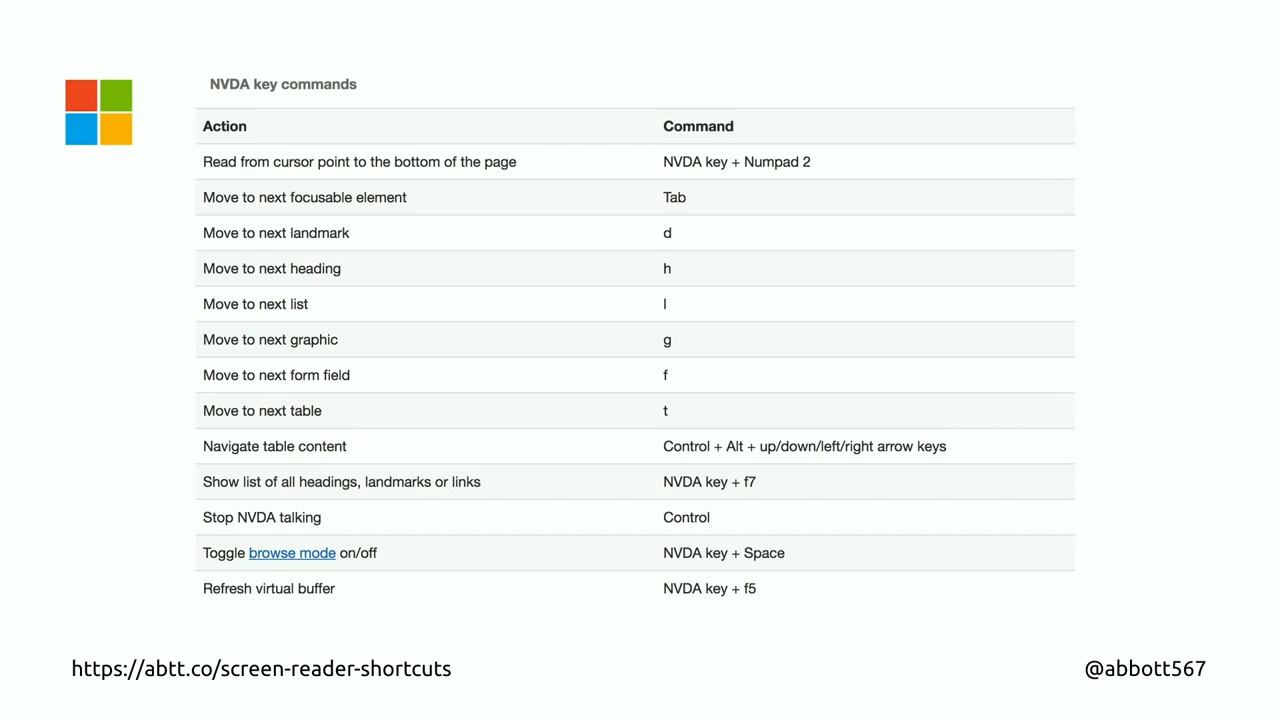 NVDA key commands
Action Command
Read from cursor point to the bottom of the page NVDA key + Numpad 2
Move to next focusable element Tab
Move to next landmark d
Move to next heading h
Move to next list l
Move to next graphic g
Move to next form field f
Move to next table t
Navigate table content Control + Alt + up/down/left/right arrow keys
Show list of all headings, landmarks or links NVDA key + f7
Stop NVDA talking Control
Toggle browse mode on/off NVDA key + Space
Refresh virtual buffer NVDA key + f5
https://abtt.co/screen-reader-shortcuts @abbott567